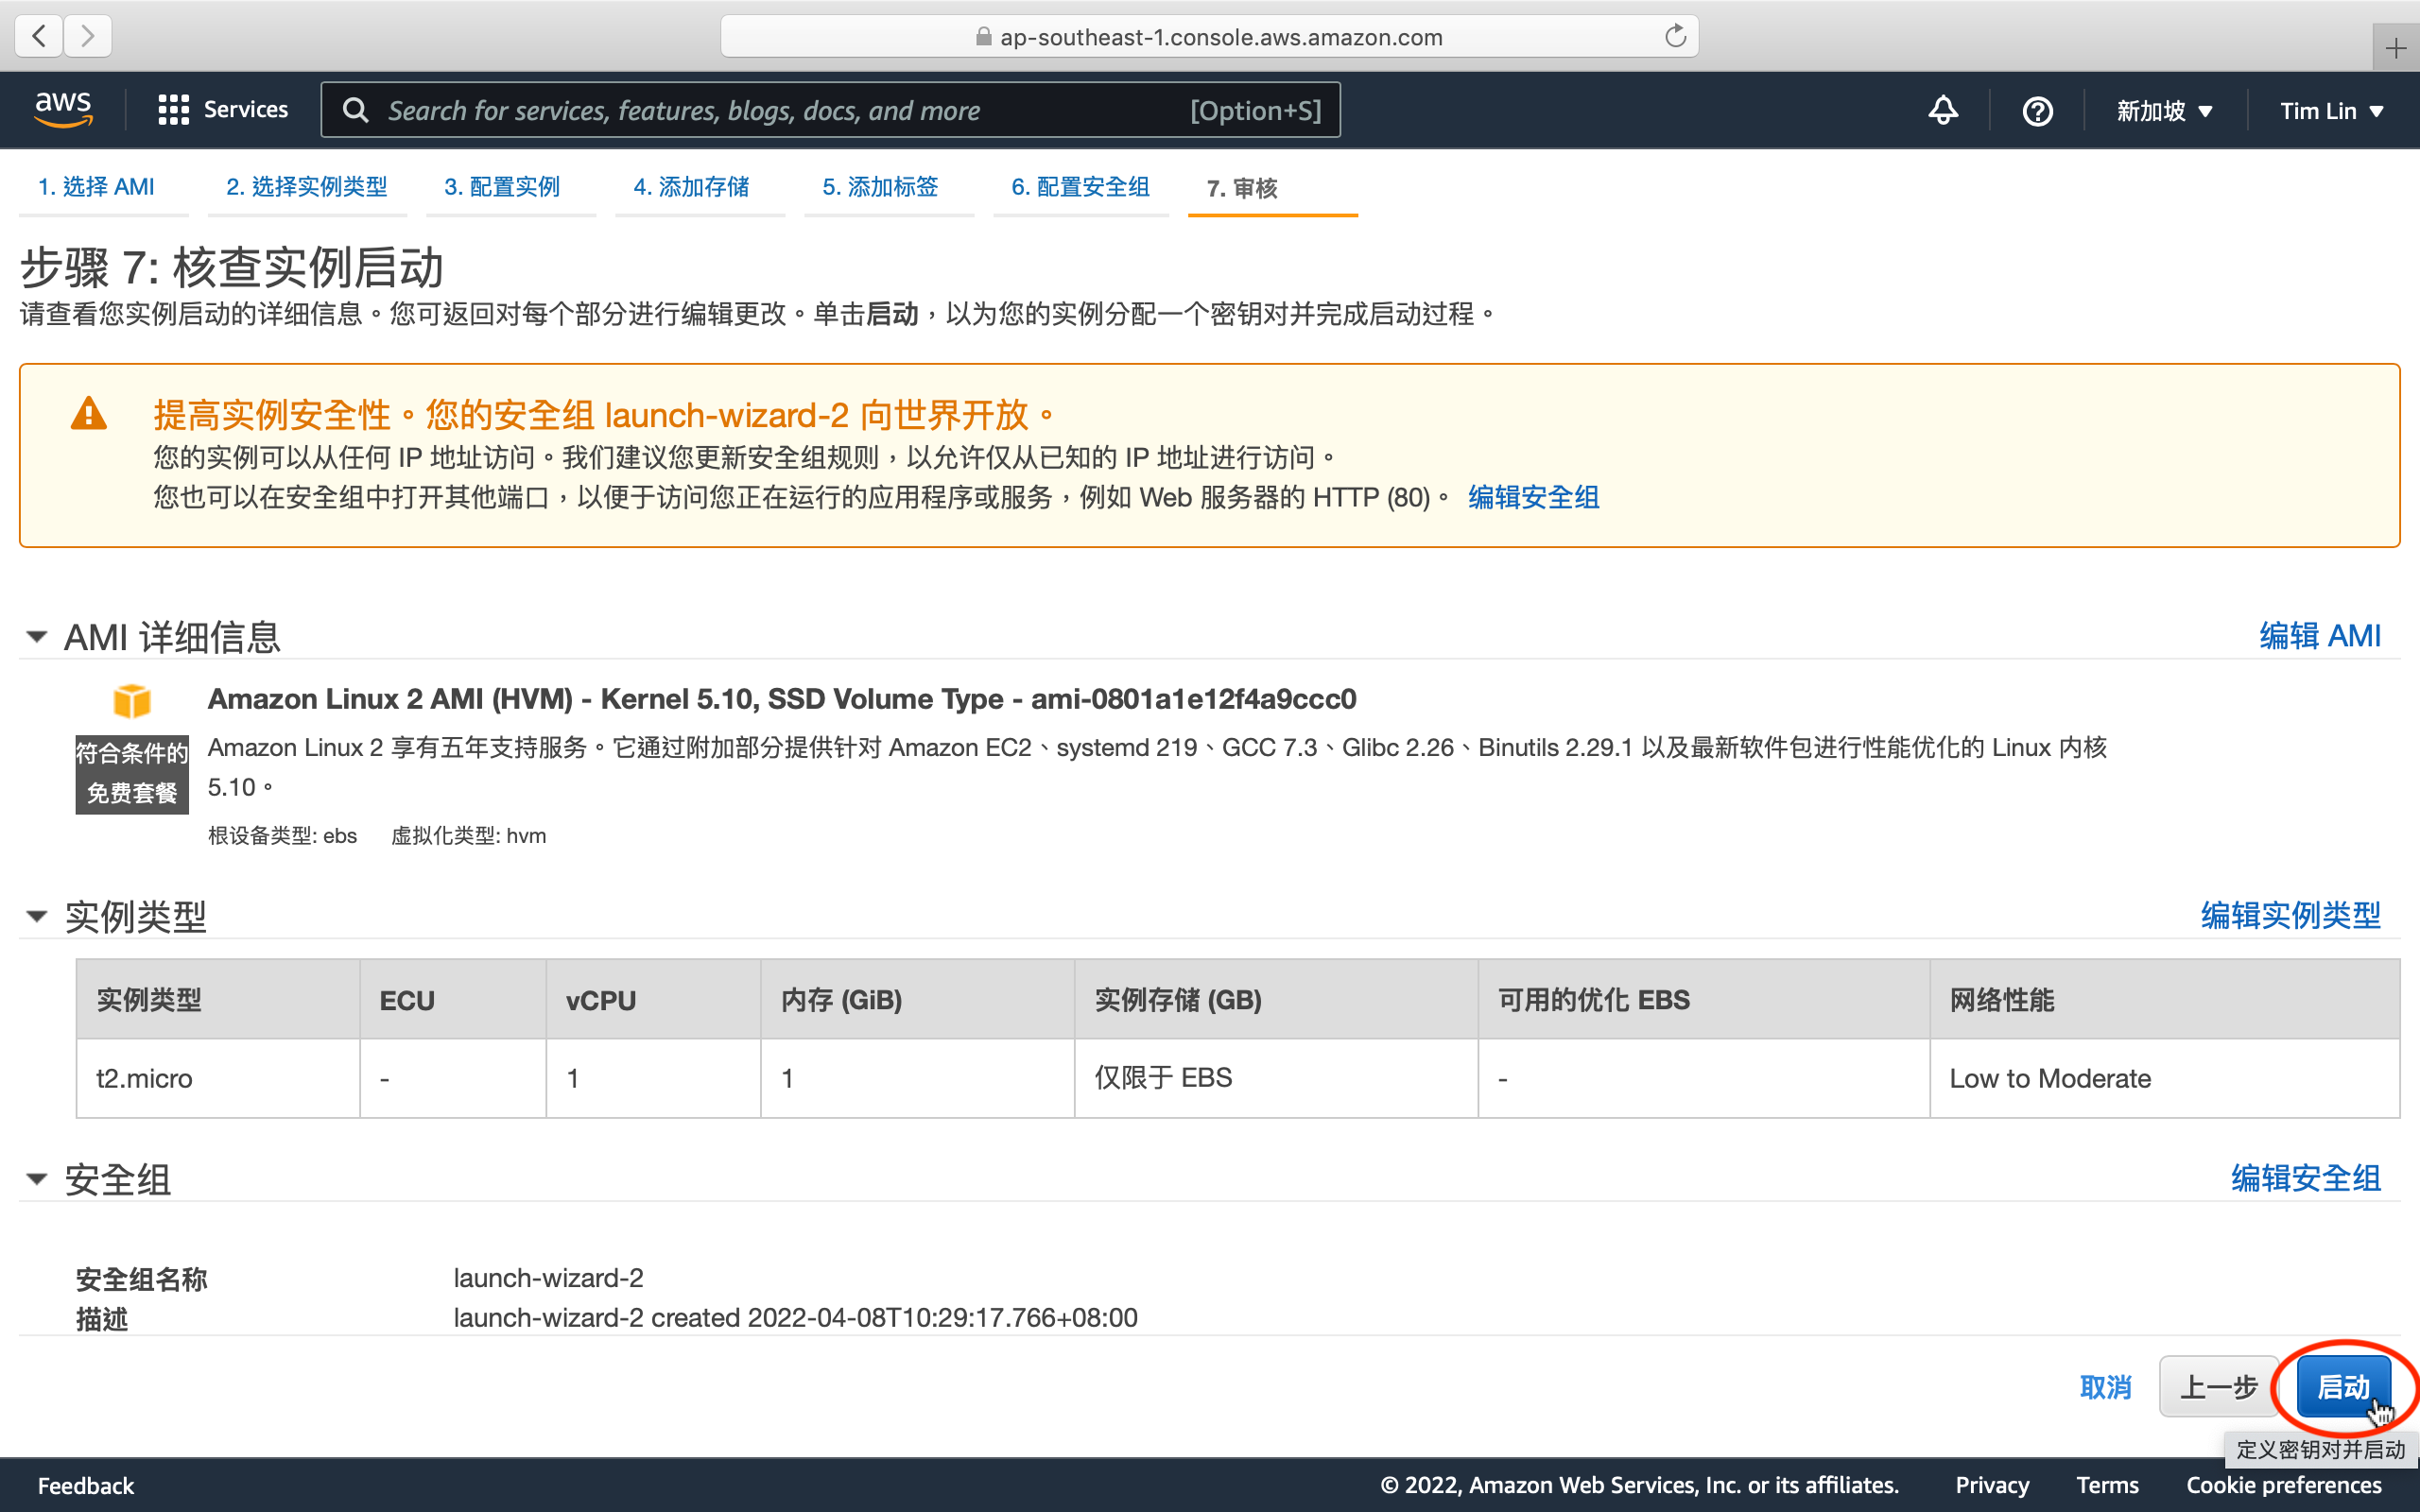 ap-southeast-1.console.aws.amazon.com
aws
Services
Search for services, features, blogs, docs, and more
[Option+S]
新加坡
Tim Lin
1. 选择 AMI
2. 选择实例类型
3. 配置实例
4. 添加存储
5. 添加标签
6. 配置安全组
7. 审核
步骤 7: 核查实例启动
请查看您实例启动的详细信息。您可返回对每个部分进行编辑更改。单击启动，以为您的实例分配一个密钥对并完成启动过程。
提高实例安全性。您的安全组 launch-wizard-2 向世界开放。
您的实例可以从任何 IP 地址访问。我们建议您更新安全组规则，以允许仅从已知的 IP 地址进行访问。
您也可以在安全组中打开其他端口，以便于访问您正在运行的应用程序或服务，例如 Web 服务器的 HTTP (80)。 编辑安全组
AMI 详细信息
编辑 AMI
Amazon Linux 2 AMI (HVM) - Kernel 5.10, SSD Volume Type - ami-0801a1e12f4a9ccc0
符合条件的
免费套餐
Amazon Linux 2 享有五年支持服务。它通过附加部分提供针对 Amazon EC2、systemd 219、GCC 7.3、Glibc 2.26、Binutils 2.29.1 以及最新软件包进行性能优化的 Linux 内核
5.10。
根设备类型: ebs 虚拟化类型: hvm
实例类型
编辑实例类型
实例类型 ECU vCPU 内存 (GiB) 实例存储 (GB) 可用的优化 EBS 网络性能
t2.micro - 1 1 仅限于 EBS - Low to Moderate
安全组
编辑安全组
安全组名称 launch-wizard-2
描述 launch-wizard-2 created 2022-04-08T10:29:17.766+08:00
取消
上一步
启动
定义密钥对并启动
Feedback
© 2022, Amazon Web Services, Inc. or its affiliates.
Privacy
Terms
Cookie preferences